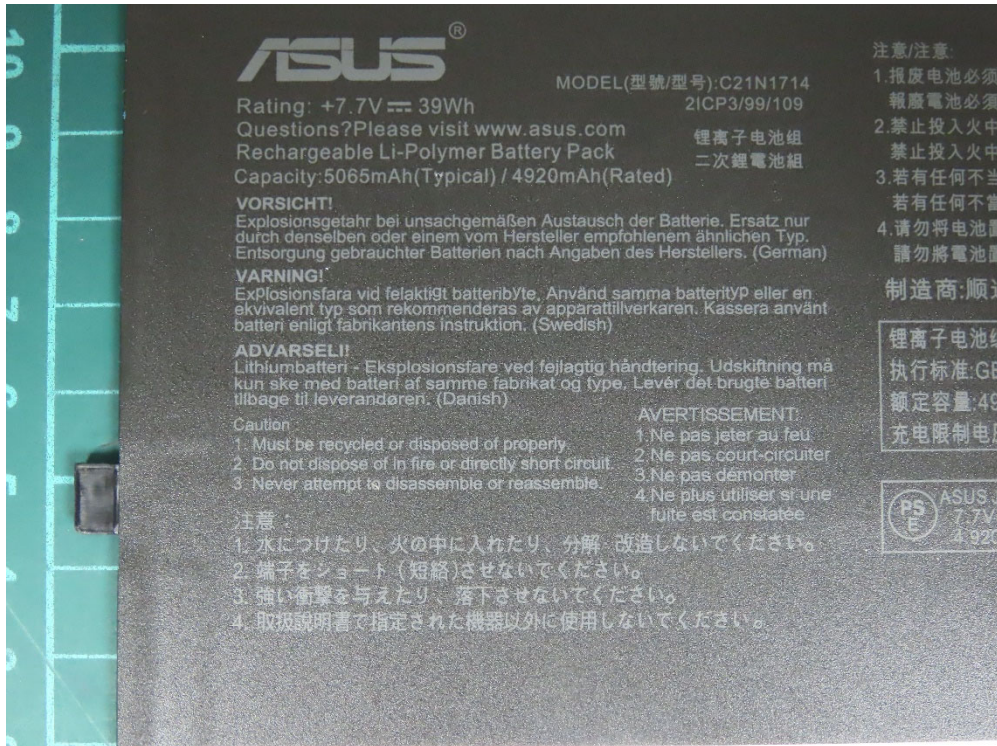 ASUS®
MODEL(型號/型号):C21N1714
Rating: +7.7V ⎓ 39Wh
2ICP3/99/109
Questions?Please visit www.asus.com
锂离子电池组
Rechargeable Li-Polymer Battery Pack
二次鋰電池組
Capacity:5065mAh(Typical) / 4920mAh(Rated)
VORSICHT!
Explosionsgetahr bei unsachgemäßen Austausch der Batterie. Ersatz nur
durch denselben oder einem vom Hersteller empfohlenem ähnlichen Typ.
Entsorgung gebrauchter Batterien nach Angaben des Herstellers. (German)
VARNING!
Explosionsfara vid felaktigt batteribyte, Använd samma batterityp eller en
ekvivalent typ som rekommenderas av apparattillverkaren. Kassera använt
batteri enligt fabrikantens instruktion. (Swedish)
ADVARSELI!
Lithiumbatteri - Eksplosionsfare ved fejlagtig håndtering. Udskiftning må
kun ske med batteri af samme fabrikat og type. Levér det brugte batteri
tilbage til leverandøren. (Danish)
Caution :
1. Must be recycled or disposed of properly.
2. Do not dispose of in fire or directly short circuit.
3. Never attempt to disassemble or reassemble.
AVERTISSEMENT:
1.Ne pas jeter au feu
2.Ne pas court-circuiter
3.Ne pas démonter
4.Ne plus utiliser si une
fuite est constatée
注意：
1. 水につけたり、火の中に入れたり、分解・改造しないでください。
2. 端子をショート (短絡)させないでください。
3. 強い衝撃を与えたり、落下させないでください。
4. 取扱説明書で指定された機器以外に使用しないでください。
注意/注意:
1.报废电池必须
報廢電池必須
2.禁止投入火中
禁止投入火中
3.若有任何不当
若有任何不當
4.请勿将电池
請勿將電池
制造商:顺
锂离子电池
执行标准:GB
额定容量:49
充电限制电
PS
E
ASUS
7.7V
4,920
10
9
8
7
6
5
4
3